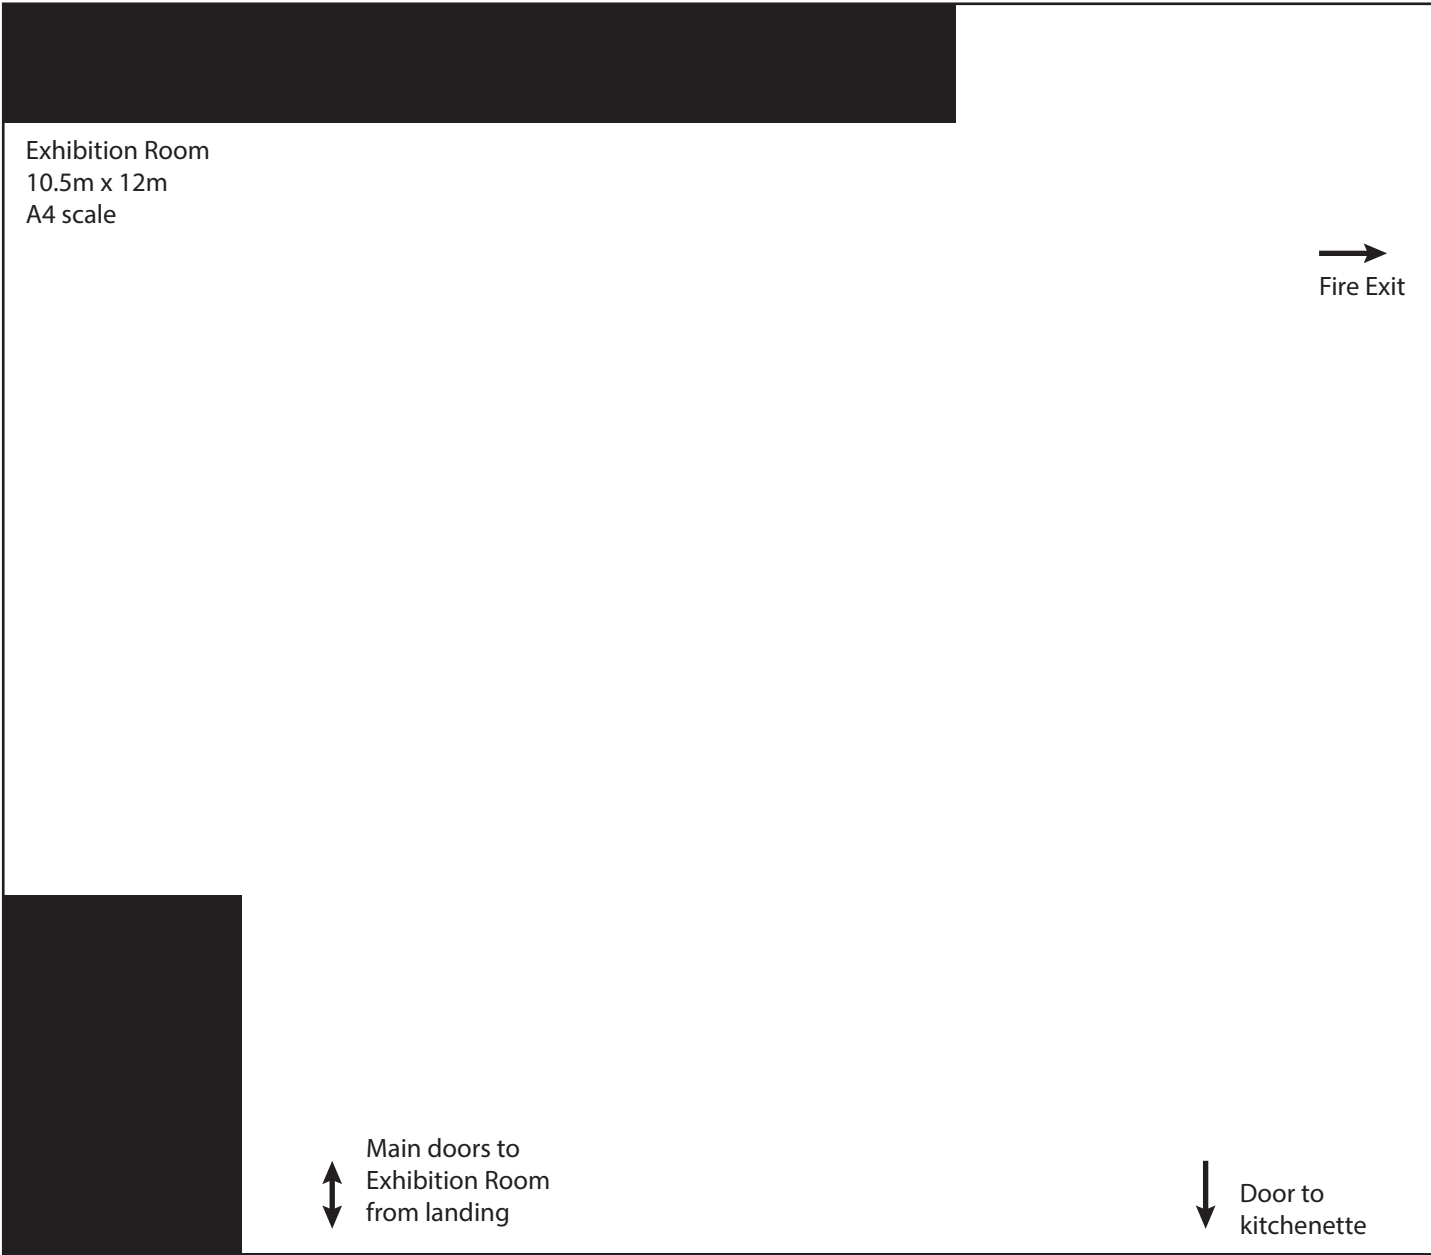 Exhibition Room
10.5m x 12m
A4 scale
Fire Exit
Main doors to
Exhibition Room
from landing
Door to
kitchenette